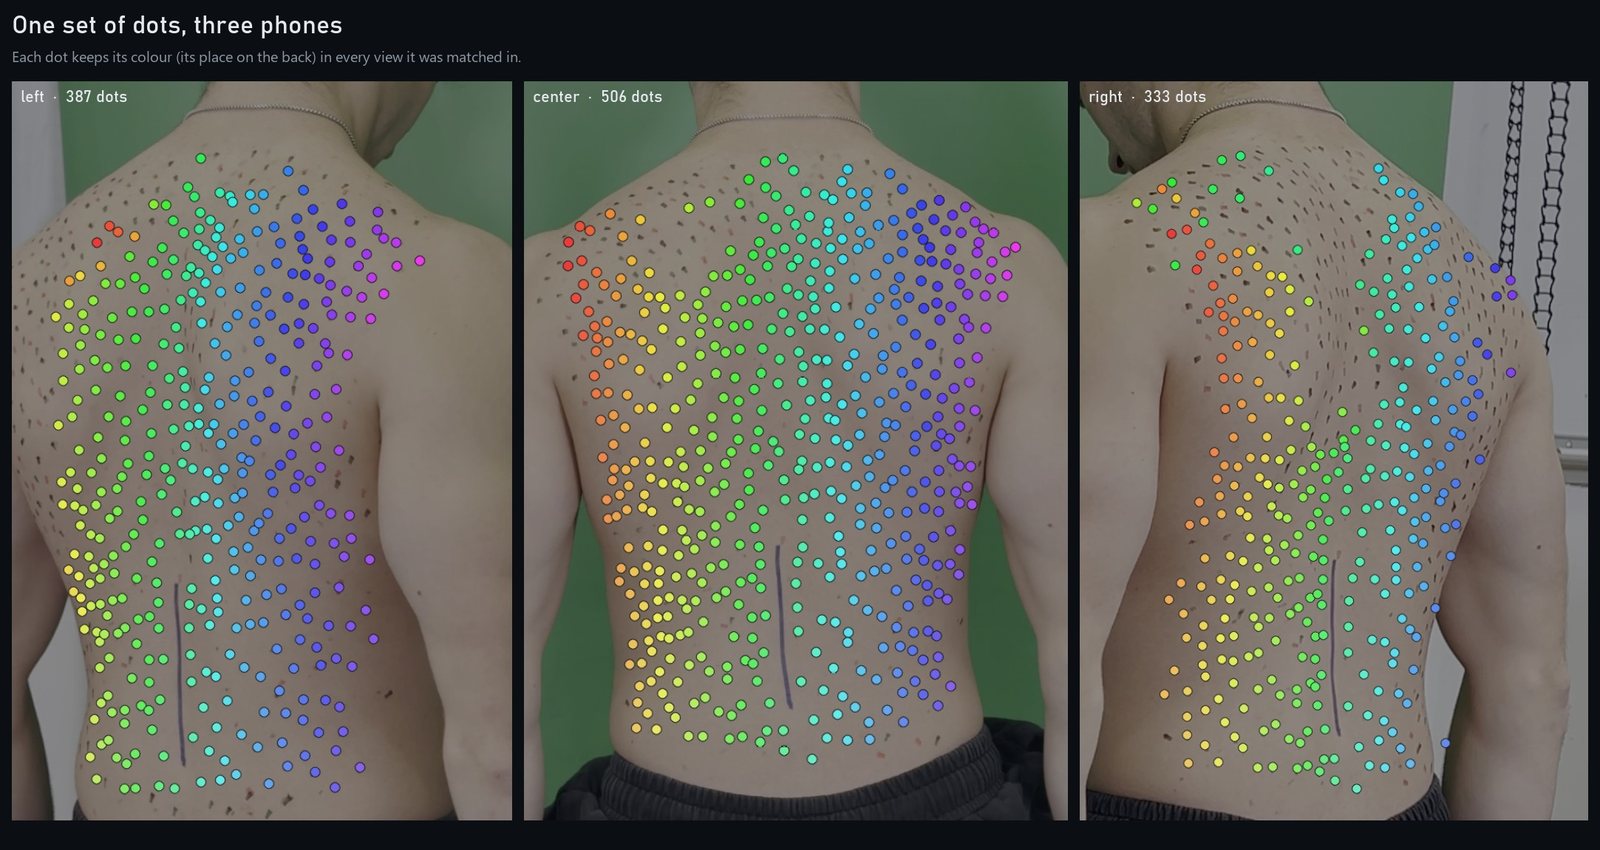 One set of dots, three phones
Each dot keeps its colour (its place on the back) in every view it was matched in.
left · 387 dots
center · 506 dots
right · 333 dots